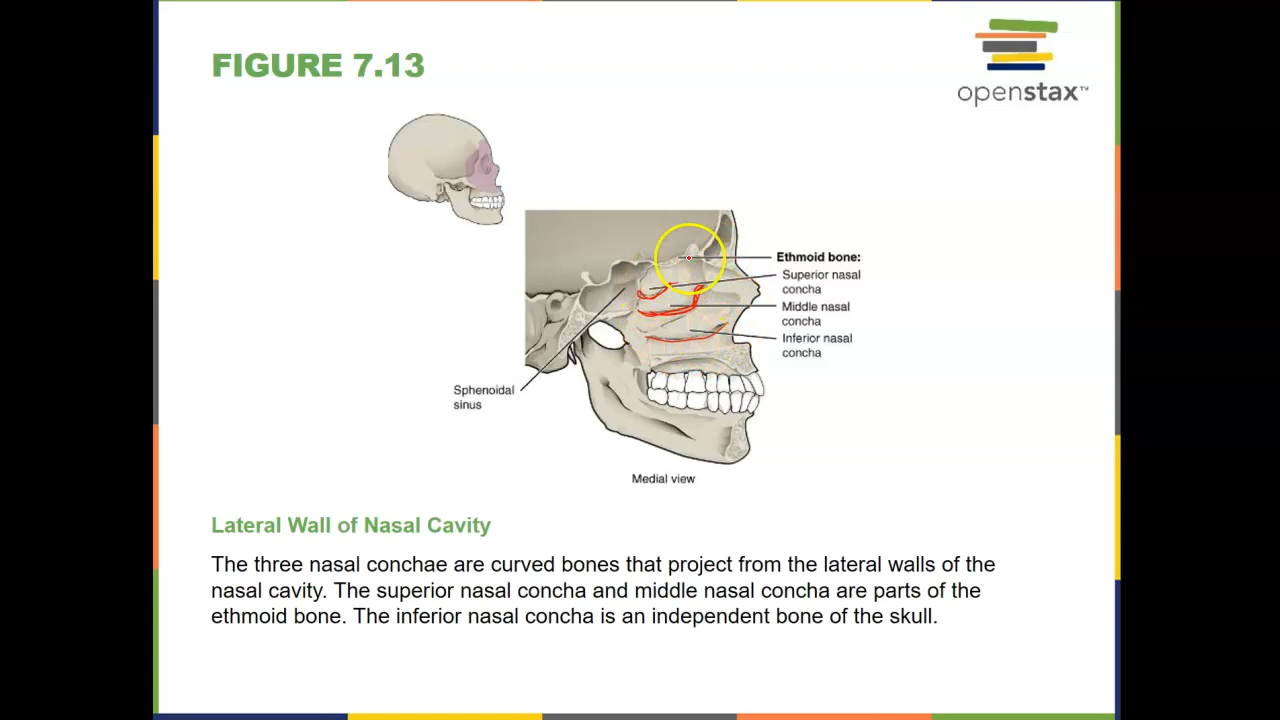 FIGURE 7.13
openstax™
Ethmoid bone:
Superior nasal
concha
Middle nasal
concha
Inferior nasal
concha
Sphenoidal
sinus
Medial view
Lateral Wall of Nasal Cavity
The three nasal conchae are curved bones that project from the lateral walls of the
nasal cavity. The superior nasal concha and middle nasal concha are parts of the
ethmoid bone. The inferior nasal concha is an independent bone of the skull.